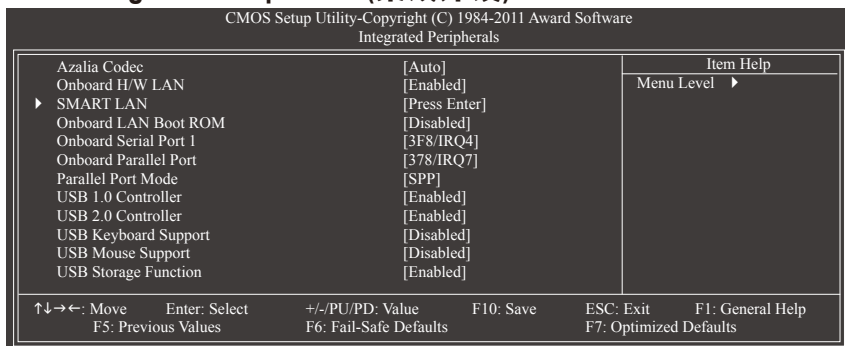 CMOS Setup Utility-Copyright (C) 1984-2011 Award Software
Integrated Peripherals
Azalia Codec [Auto]
Onboard H/W LAN [Enabled]
▶ SMART LAN [Press Enter]
Onboard LAN Boot ROM [Disabled]
Onboard Serial Port 1 [3F8/IRQ4]
Onboard Parallel Port [378/IRQ7]
Parallel Port Mode [SPP]
USB 1.0 Controller [Enabled]
USB 2.0 Controller [Enabled]
USB Keyboard Support [Disabled]
USB Mouse Support [Disabled]
USB Storage Function [Enabled]
Item Help
Menu Level ▶
↑↓→←: Move Enter: Select +/-/PU/PD: Value F10: Save ESC: Exit F1: General Help
F5: Previous Values F6: Fail-Safe Defaults F7: Optimized Defaults